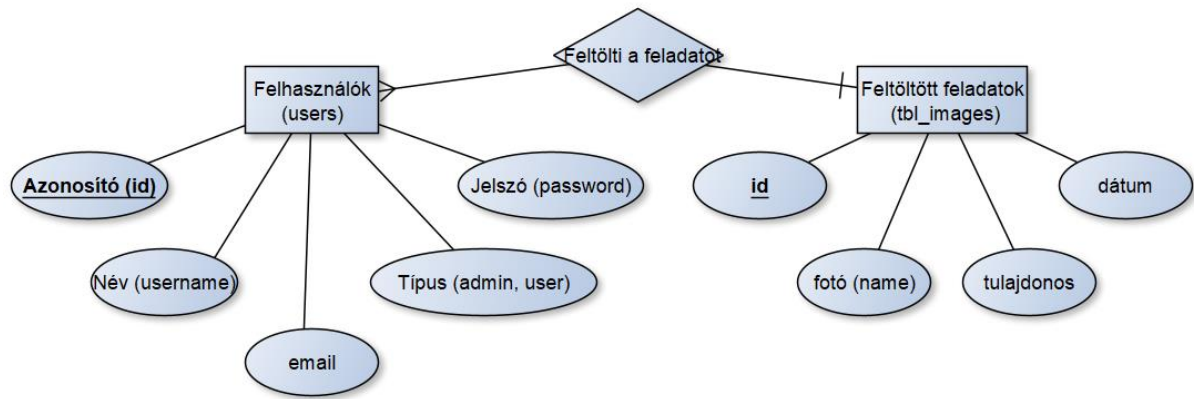 Feltölti a feladatot
Felhasználók
(users)
Feltöltött feladatok
(tbl_images)
Azonosító (id)
Jelszó (password)
id
dátum
Név (username)
Típus (admin, user)
fotó (name)
tulajdonos
email